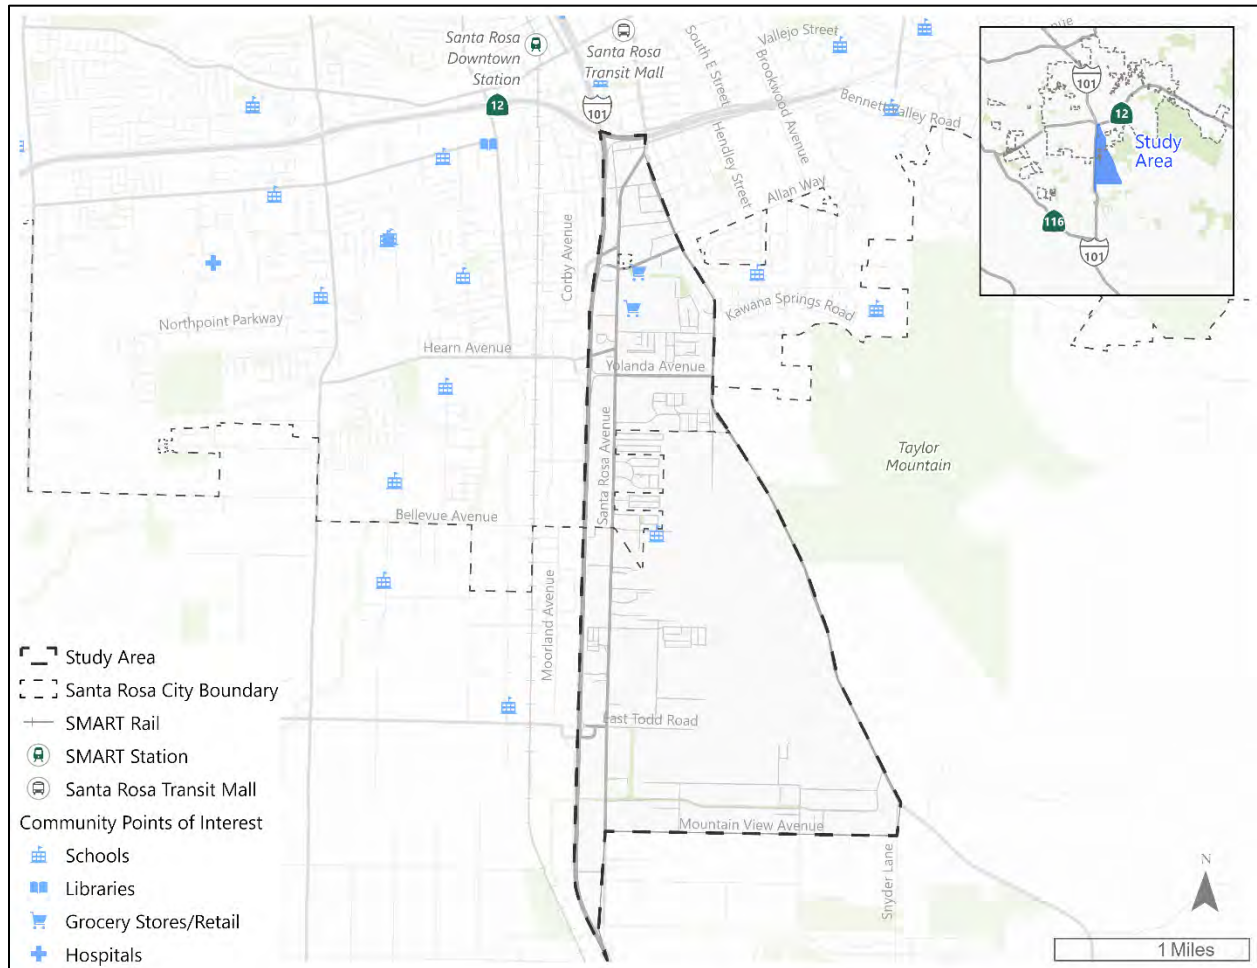 Santa Rosa
Downtown
Station
Santa Rosa
Transit Mall
South E Street
Vallejo Street
Brookwood Avenue
Bennett Valley Road
Hendley Street
Allan Way
12
101
Corby Avenue
Kawana Springs Road
Northpoint Parkway
Hearn Avenue
Yolanda Avenue
Santa Rosa Avenue
Taylor
Mountain
Bellevue Avenue
Moorland Avenue
East Todd Road
Mountain View Avenue
Snyder Lane
101
12
Study
Area
116
101
Study Area
Santa Rosa City Boundary
SMART Rail
SMART Station
Santa Rosa Transit Mall
Community Points of Interest
Schools
Libraries
Grocery Stores/Retail
Hospitals
N
1 Miles